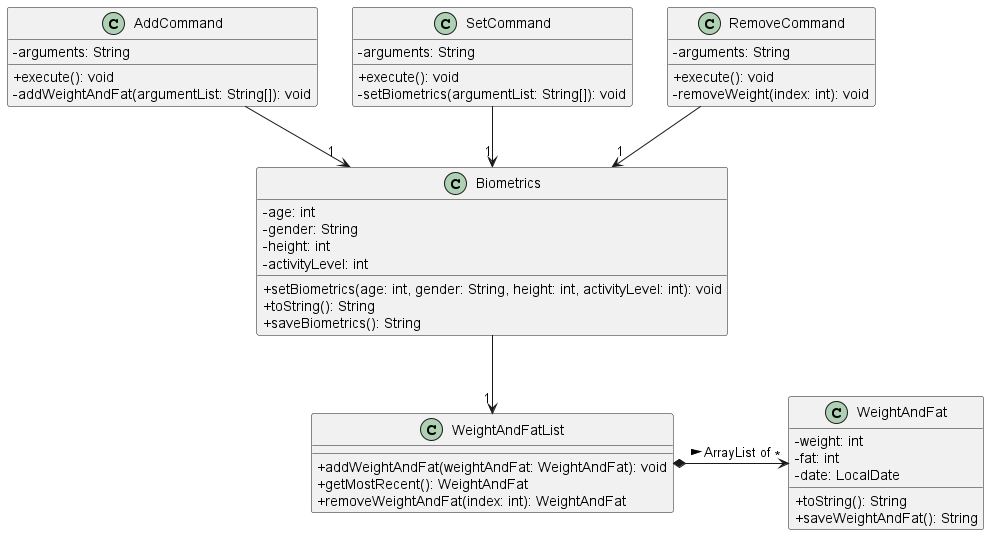 C AddCommand
-arguments: String
+execute(): void
-addWeightAndFat(argumentList: String[]): void
C SetCommand
-arguments: String
+execute(): void
-setBiometrics(argumentList: String[]): void
C RemoveCommand
-arguments: String
+execute(): void
-removeWeight(index: int): void
1
1
1
C Biometrics
-age: int
-gender: String
-height: int
-activityLevel: int
+setBiometrics(age: int, gender: String, height: int, activityLevel: int): void
+toString(): String
+saveBiometrics(): String
1
C WeightAndFatList
+addWeightAndFat(weightAndFat: WeightAndFat): void
+getMostRecent(): WeightAndFat
+removeWeightAndFat(index: int): WeightAndFat
ArrayList of *
C WeightAndFat
-weight: int
-fat: int
-date: LocalDate
+toString(): String
+saveWeightAndFat(): String